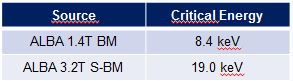 Source Critical Energy
ALBA 1.4T BM 8.4 keV
ALBA 3.2T S-BM 19.0 keV